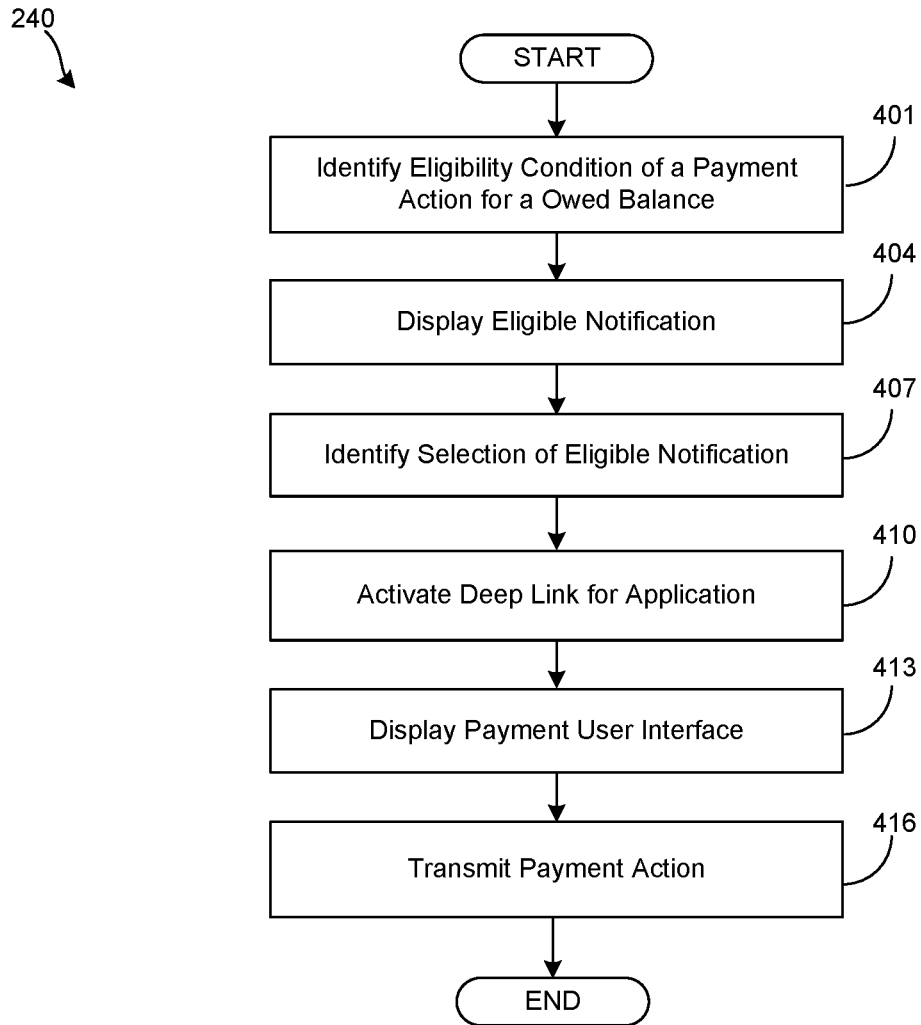 240
START
401
Identify Eligibility Condition of a Payment
Action for a Owed Balance
404
Display Eligible Notification
407
Identify Selection of Eligible Notification
410
Activate Deep Link for Application
413
Display Payment User Interface
416
Transmit Payment Action
END